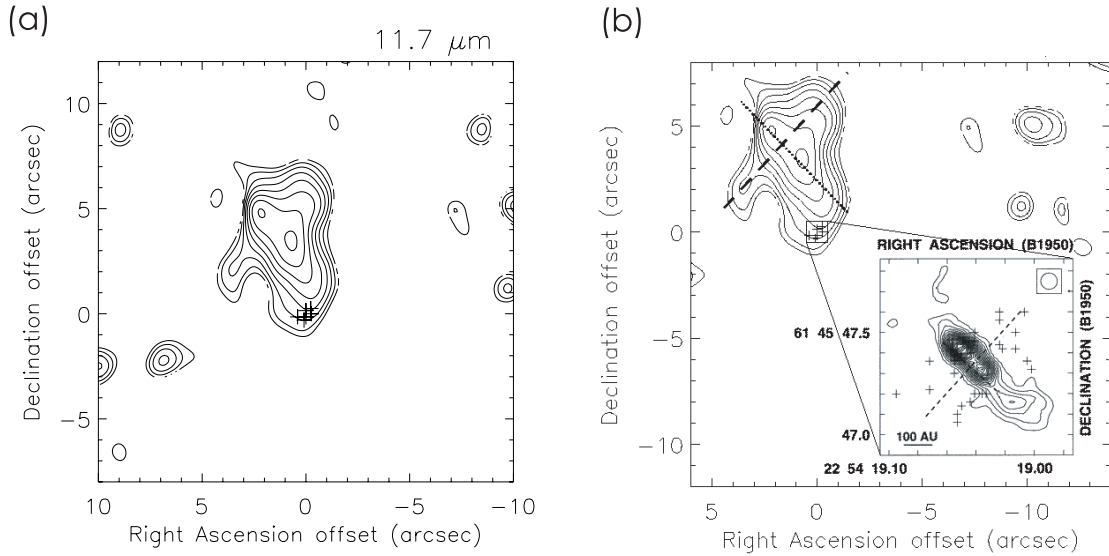 (a)
11.7 μm
10
5
0
−5
Declination offset (arcsec)
10 5 0 −5 −10
Right Ascension offset (arcsec)
(b)
5
0
−5
−10
Declination offset (arcsec)
5 0 −5 −10
Right Ascension offset (arcsec)
RIGHT ASCENSION (B1950)
DECLINATION (B1950)
61 45 47.5
47.0
100 AU
22 54 19.10 19.00